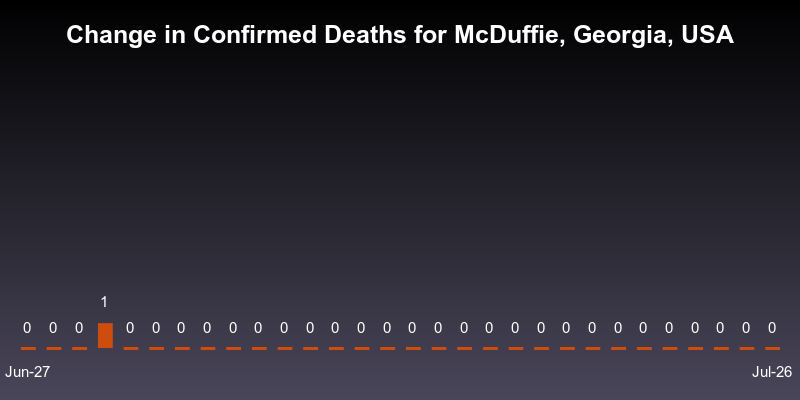 Change in Confirmed Deaths for McDuffie, Georgia, USA
1
0 0 0 0 0 0 0 0 0 0 0 0 0 0 0 0 0 0 0 0 0 0 0 0 0 0 0 0 0
Jun-27 Jul-26